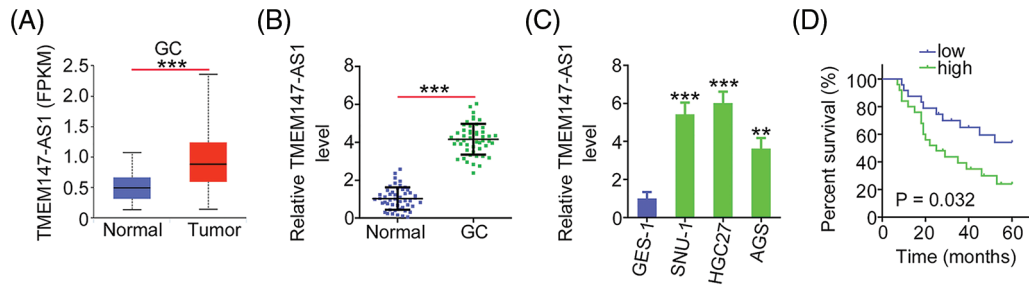 (A)
GC
***
TMEM147-AS1 (FPKM)
2.5
2.0
1.5
1.0
0.5
0.0
Normal Tumor
(B)
***
Relative TMEM147-AS1
level
8
6
4
2
0
Normal GC
(C)
Relative TMEM147-AS1
level
8
6
4
2
0
***
***
**
GES-1
SNU-1
HGC27
AGS
(D)
low
high
Percent survival (%)
100
80
60
40
20
0
P = 0.032
0 20 40 60
Time (months)